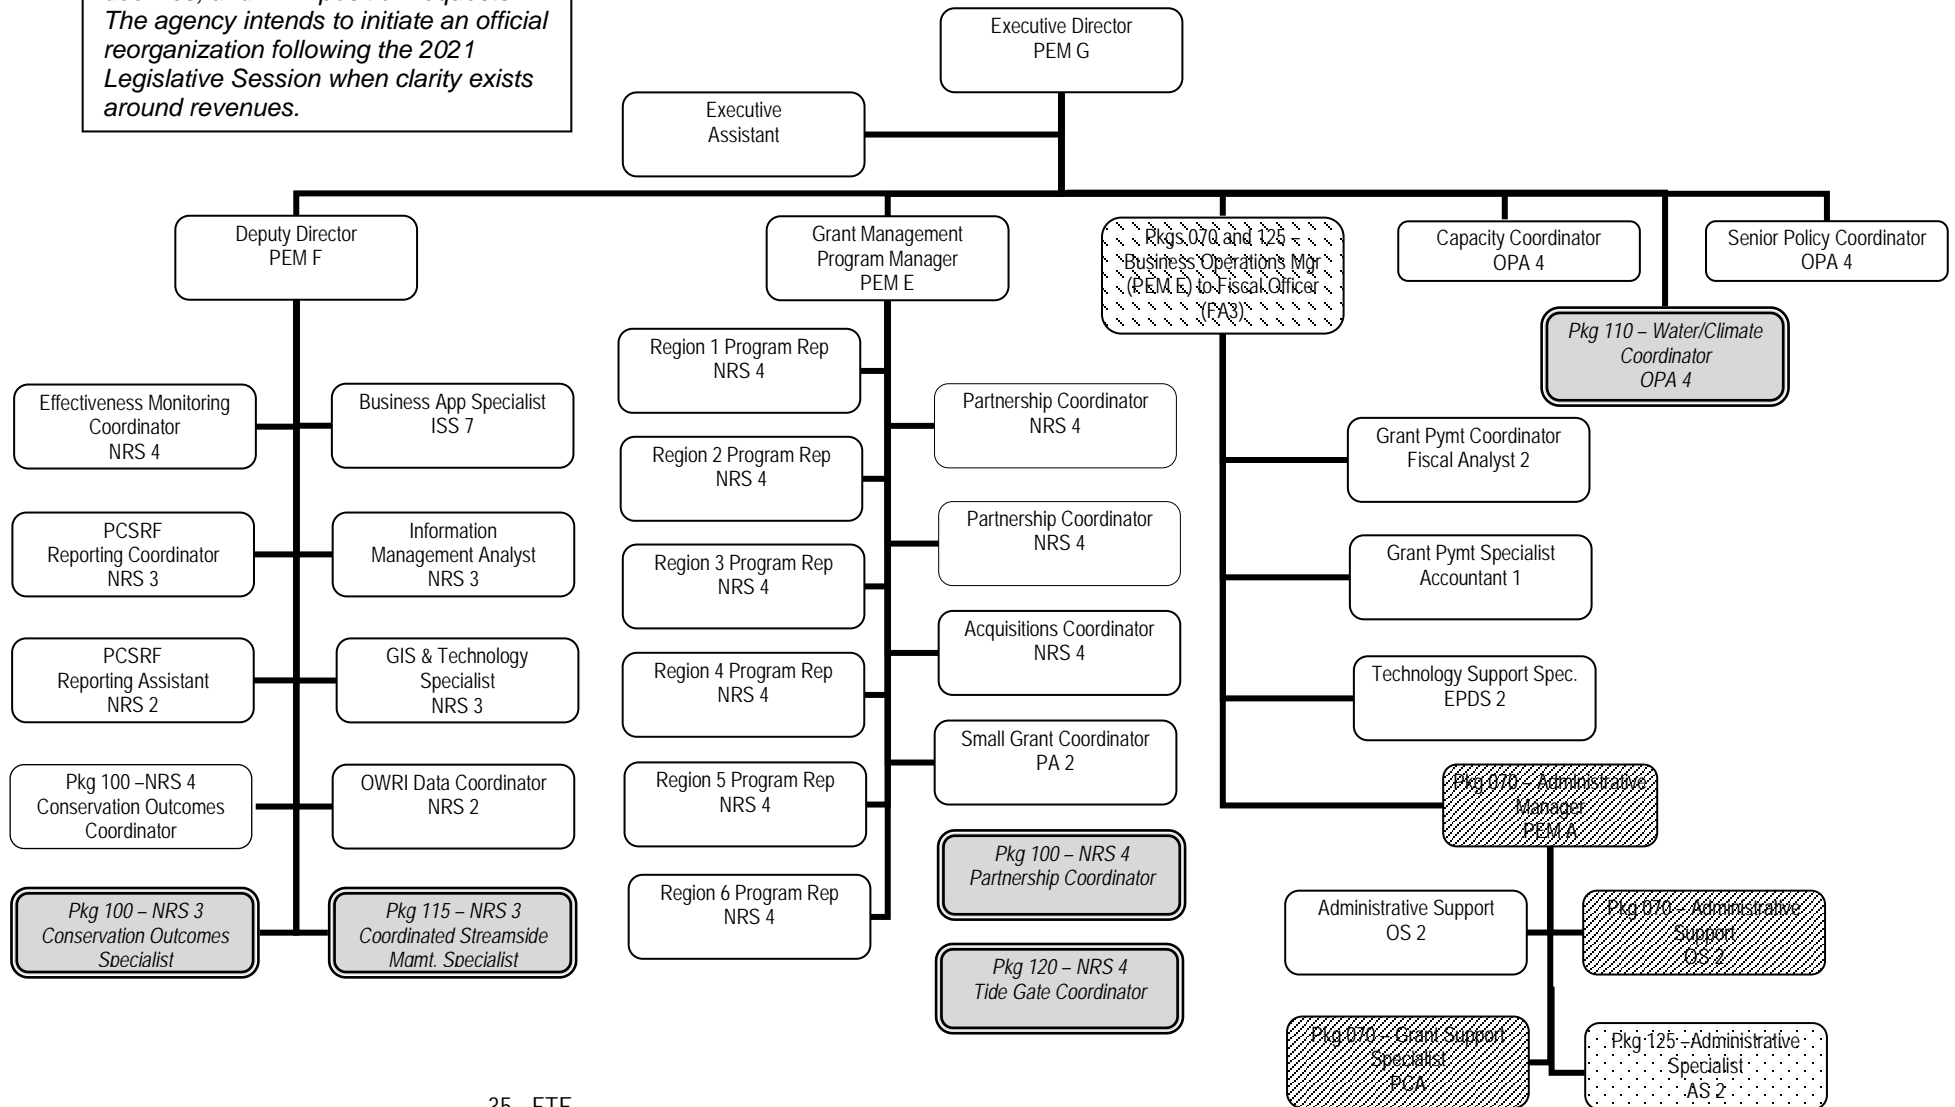 The agency intends to initiate an official
reorganization following the 2021
Legislative Session when clarity exists
around revenues.
Executive Director
PEM G
Executive
Assistant
Deputy Director
PEM F
Grant Management
Program Manager
PEM E
Pkgs 070 and 125 –
Business Operations Mgr
(PEM E) to Fiscal Officer
(FA3)
Capacity Coordinator
OPA 4
Senior Policy Coordinator
OPA 4
Pkg 110 – Water/Climate
Coordinator
OPA 4
Effectiveness Monitoring
Coordinator
NRS 4
Business App Specialist
ISS 7
PCSRF
Reporting Coordinator
NRS 3
Information
Management Analyst
NRS 3
PCSRF
Reporting Assistant
NRS 2
GIS & Technology
Specialist
NRS 3
Pkg 100 –NRS 4
Conservation Outcomes
Coordinator
OWRI Data Coordinator
NRS 2
Pkg 100 – NRS 3
Conservation Outcomes
Specialist
Pkg 115 – NRS 3
Coordinated Streamside
Mgmt. Specialist
Region 1 Program Rep
NRS 4
Region 2 Program Rep
NRS 4
Region 3 Program Rep
NRS 4
Region 4 Program Rep
NRS 4
Region 5 Program Rep
NRS 4
Region 6 Program Rep
NRS 4
Partnership Coordinator
NRS 4
Partnership Coordinator
NRS 4
Acquisitions Coordinator
NRS 4
Small Grant Coordinator
PA 2
Pkg 100 – NRS 4
Partnership Coordinator
Pkg 120 – NRS 4
Tide Gate Coordinator
Grant Pymt Coordinator
Fiscal Analyst 2
Grant Pymt Specialist
Accountant 1
Technology Support Spec.
EPDS 2
Pkg 070 – Administrative
Manager
PEM A
Administrative Support
OS 2
Pkg 070 – Administrative
Support
OS 2
Pkg 070 – Grant Support
Specialist
PCA
Pkg 125 –Administrative
Specialist
AS 2